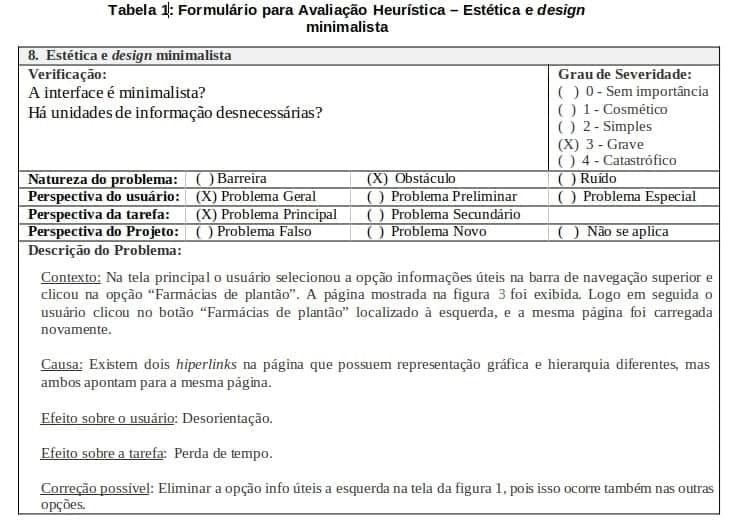 Tabela 1: Formulário para Avaliação Heurística – Estética e design
minimalista
8. Estética e design minimalista
Verificação:
A interface é minimalista?
Há unidades de informação desnecessárias?
Grau de Severidade:
( ) 0 - Sem importância
( ) 1 - Cosmético
( ) 2 - Simples
(X) 3 - Grave
( ) 4 - Catastrófico
Natureza do problema: ( ) Barreira (X) Obstáculo ( ) Ruído
Perspectiva do usuário: (X) Problema Geral ( ) Problema Preliminar ( ) Problema Especial
Perspectiva da tarefa: (X) Problema Principal ( ) Problema Secundário
Perspectiva do Projeto: ( ) Problema Falso ( ) Problema Novo ( ) Não se aplica
Descrição do Problema:
Contexto: Na tela principal o usuário selecionou a opção informações úteis na barra de navegação superior e
clicou na opção “Farmácias de plantão”. A página mostrada na figura 3 foi exibida. Logo em seguida o
usuário clicou no botão “Farmácias de plantão” localizado à esquerda, e a mesma página foi carregada
novamente.
Causa: Existem dois hiperlinks na página que possuem representação gráfica e hierarquia diferentes, mas
ambos apontam para a mesma página.
Efeito sobre o usuário: Desorientação.
Efeito sobre a tarefa: Perda de tempo.
Correção possível: Eliminar a opção info úteis a esquerda na tela da figura 1, pois isso ocorre também nas outras
opções.